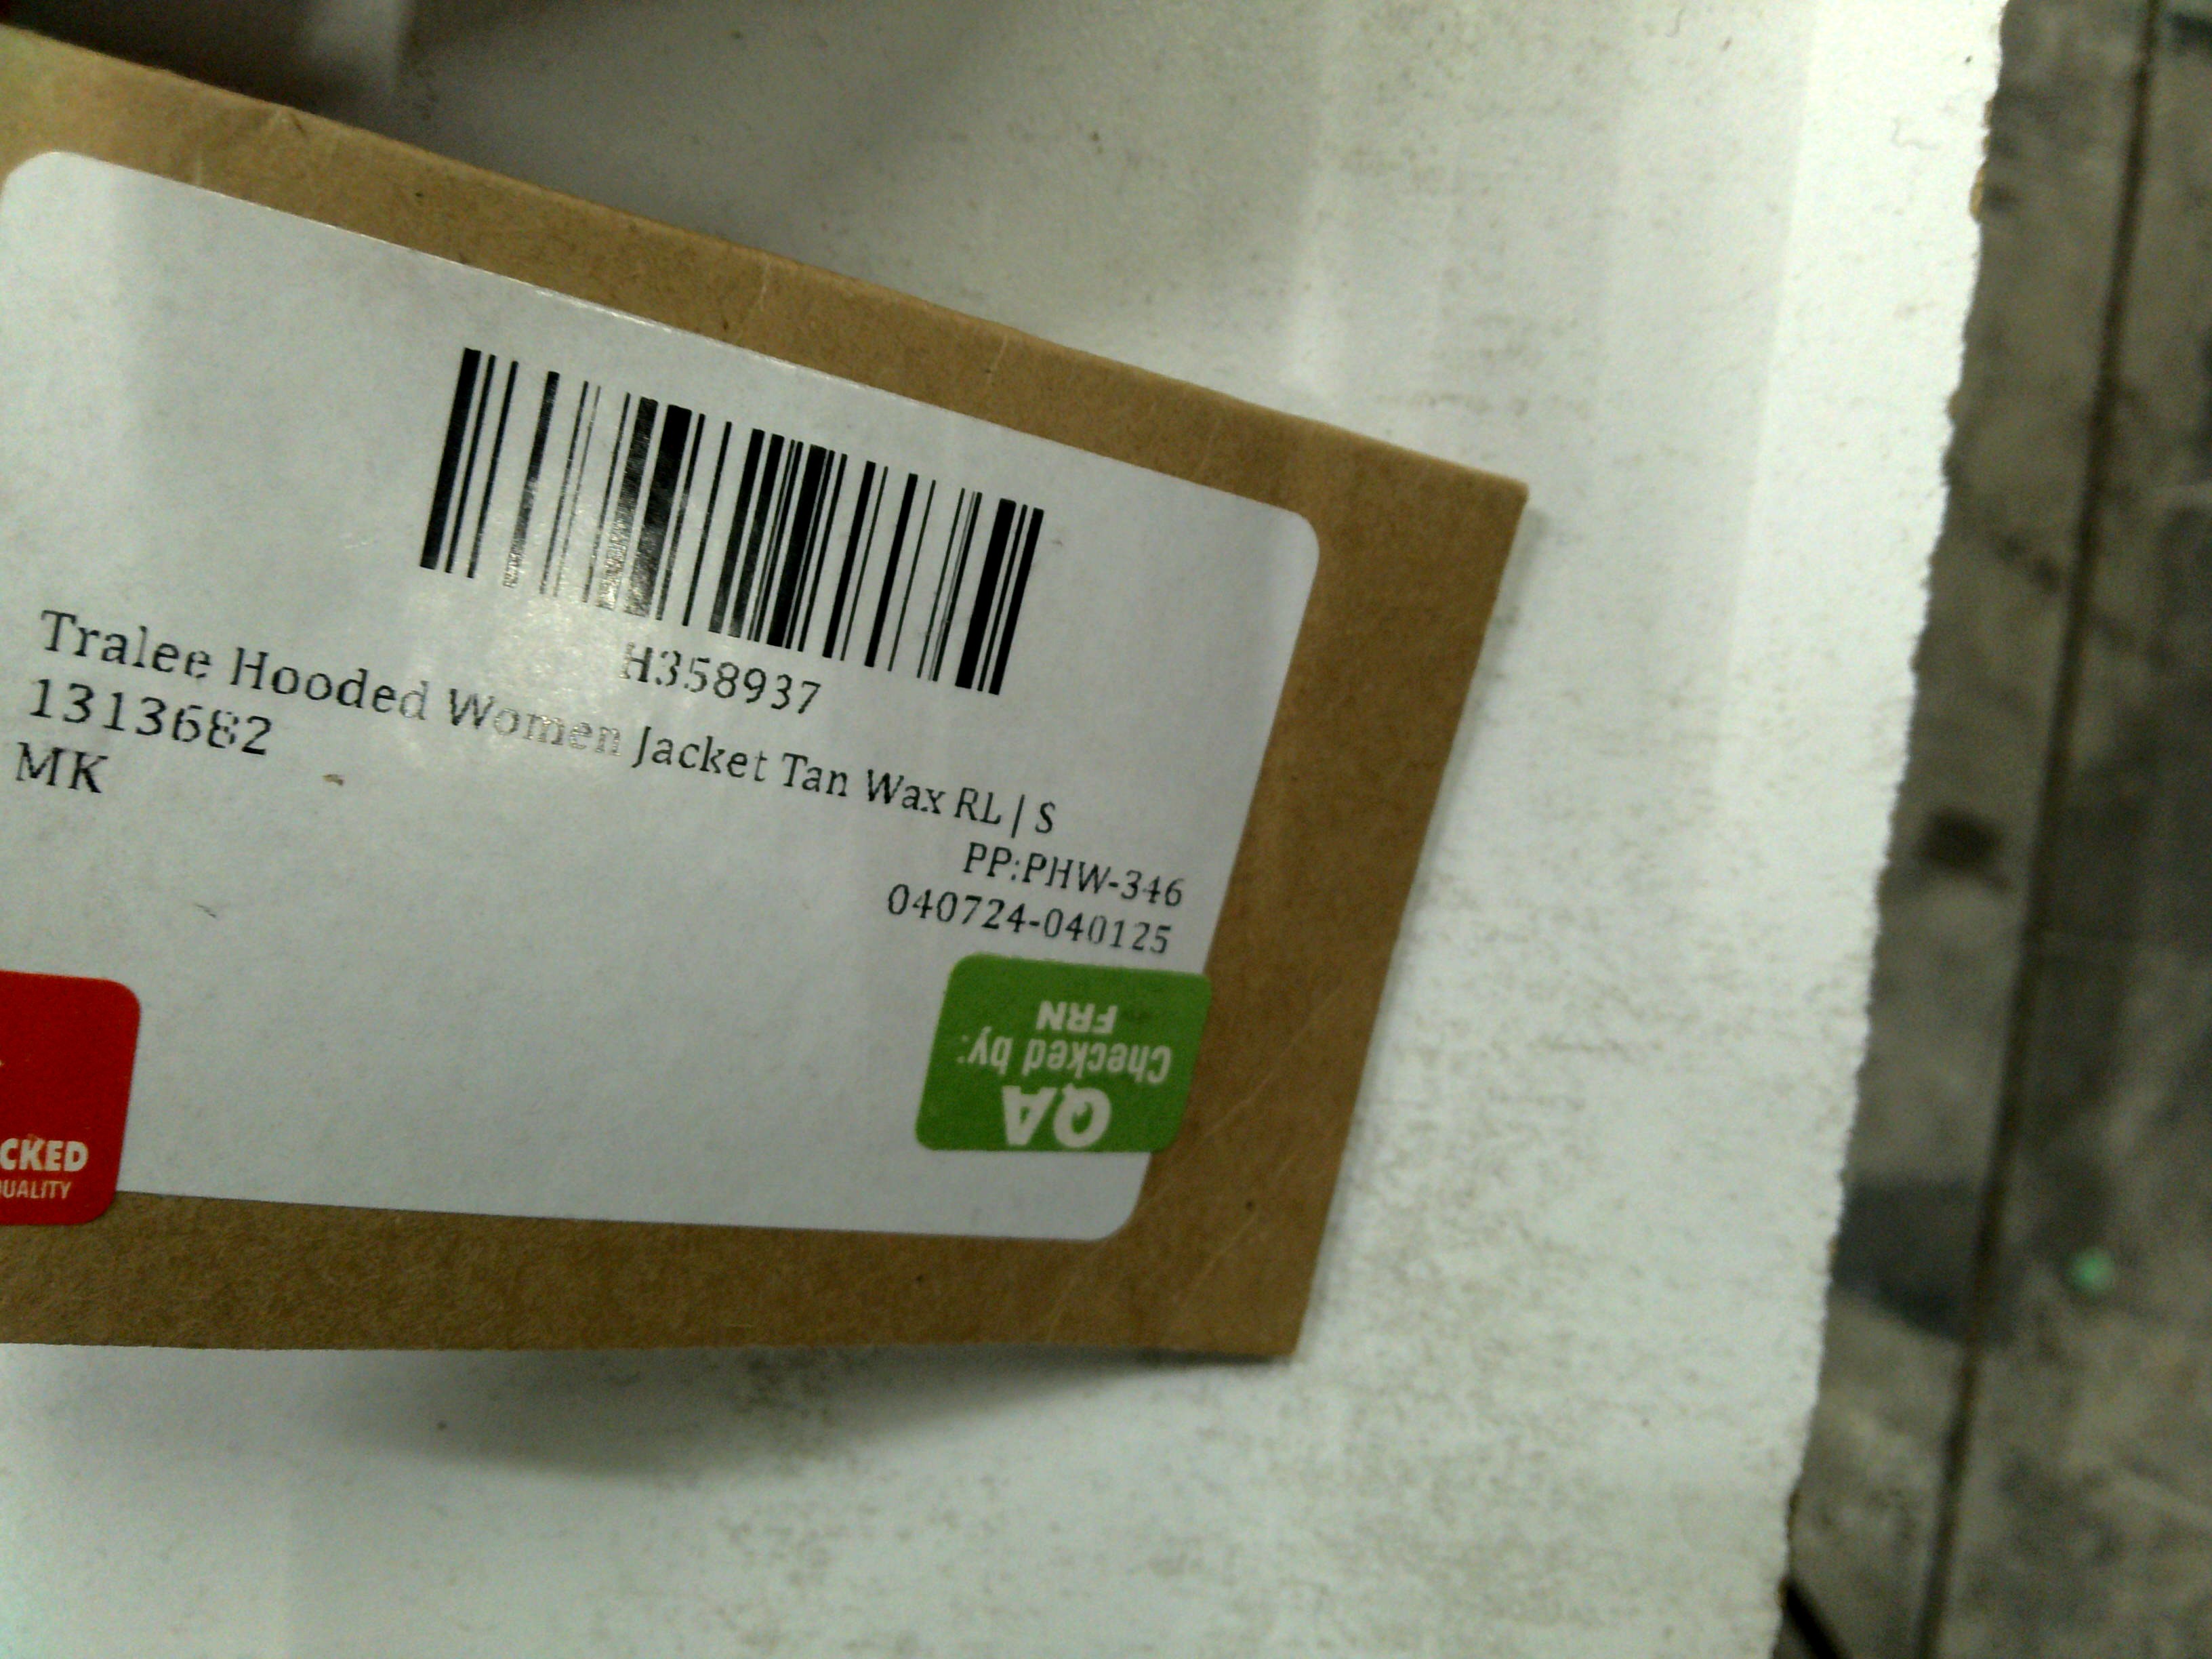 H358937
Tralee Hooded Women Jacket Tan Wax RL | S
1313682
MK
PP:PHW-346
040724-040125
QA
Checked by:
FRN
CKED
UALITY